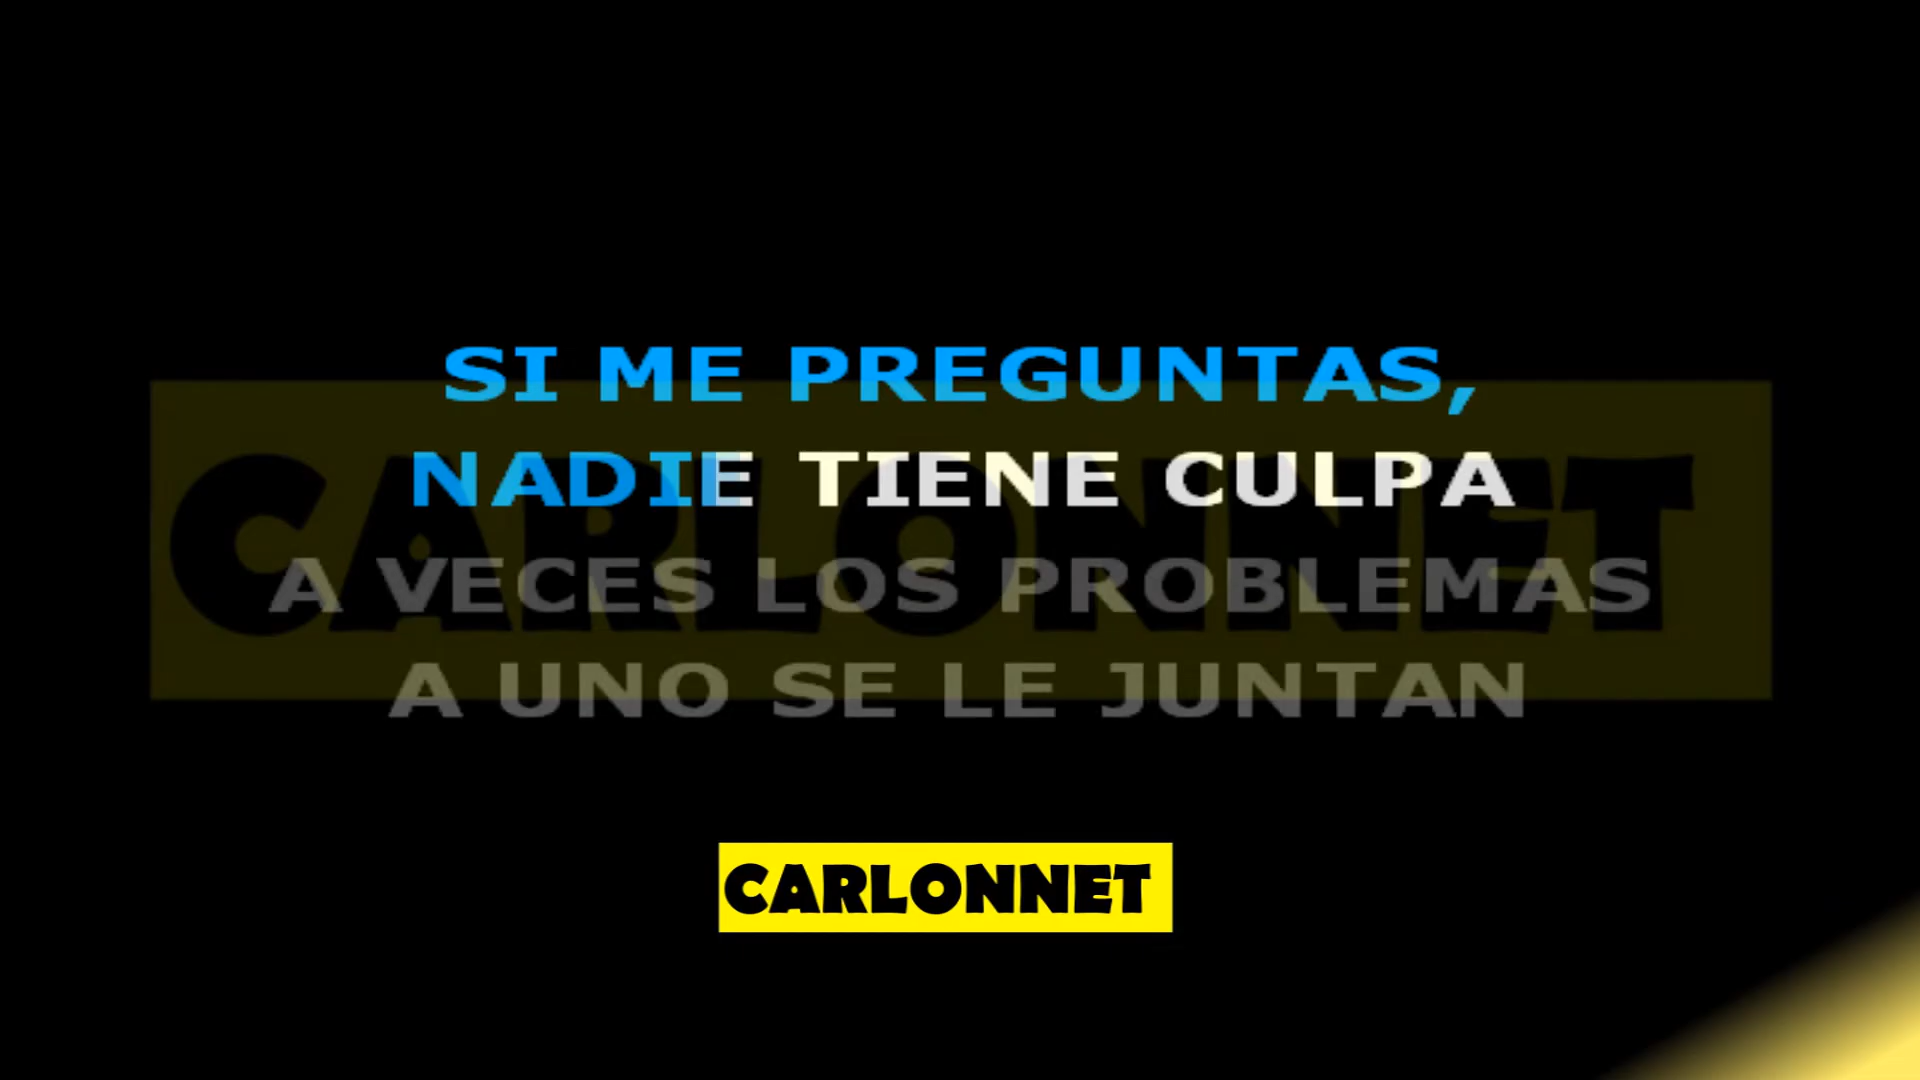 SI ME PREGUNTAS,
NADIE TIENE CULPA
CARLONNET
A VECES LOS PROBLEMAS
A UNO SE LE JUNTAN
CARLONNET